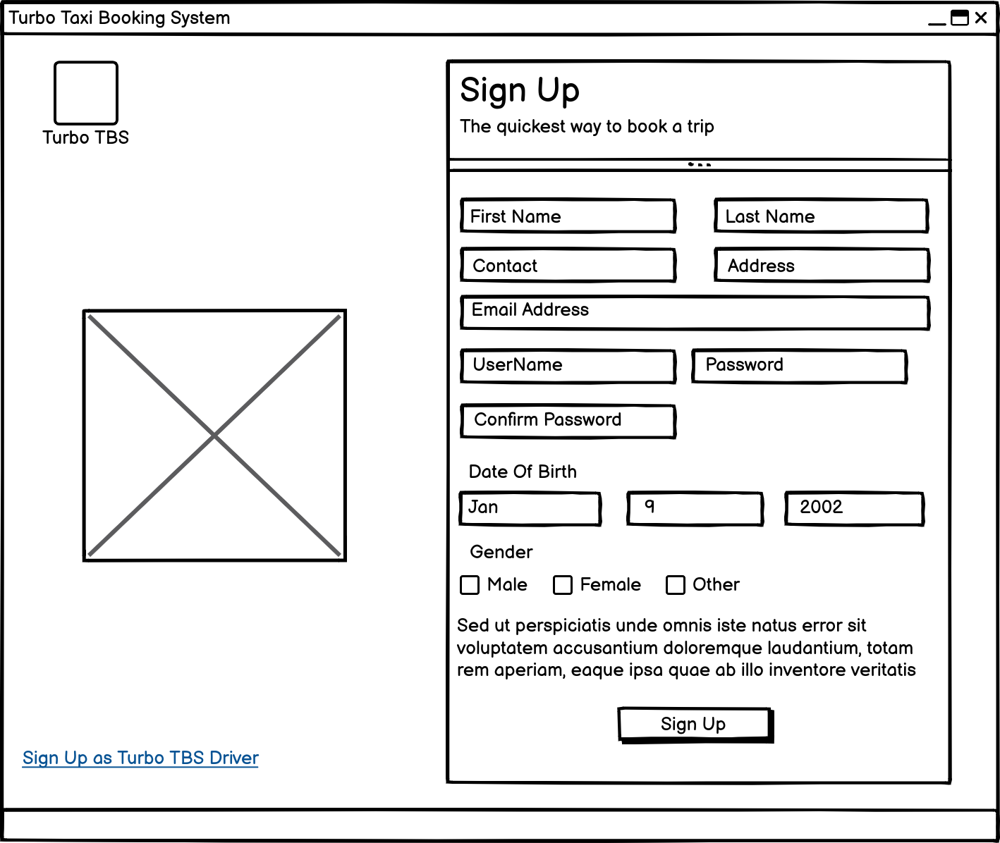 Turbo Taxi Booking System
Turbo TBS
Sign Up
The quickest way to book a trip
First Name
Last Name
Contact
Address
Email Address
UserName
Password
Confirm Password
Date Of Birth
Jan
9
2002
Gender
Male
Female
Other
Sed ut perspiciatis unde omnis iste natus error sit
voluptatem accusantium doloremque laudantium, totam
rem aperiam, eaque ipsa quae ab illo inventore veritatis
Sign Up
Sign Up as Turbo TBS Driver